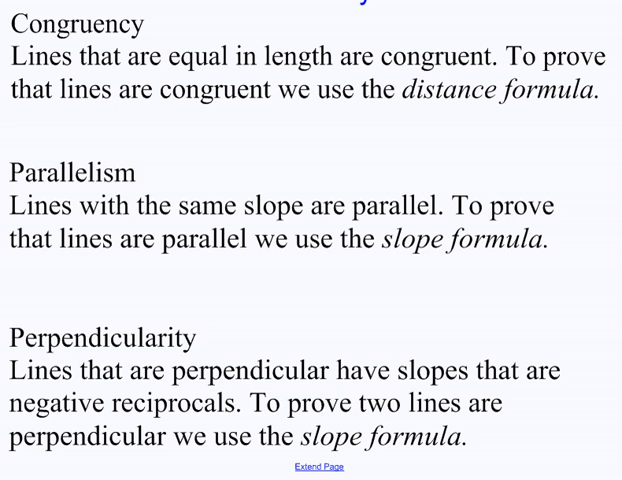 Congruency
Lines that are equal in length are congruent. To prove
that lines are congruent we use the distance formula.
Parallelism
Lines with the same slope are parallel. To prove
that lines are parallel we use the slope formula.
Perpendicularity
Lines that are perpendicular have slopes that are
negative reciprocals. To prove two lines are
perpendicular we use the slope formula.
Extend Page